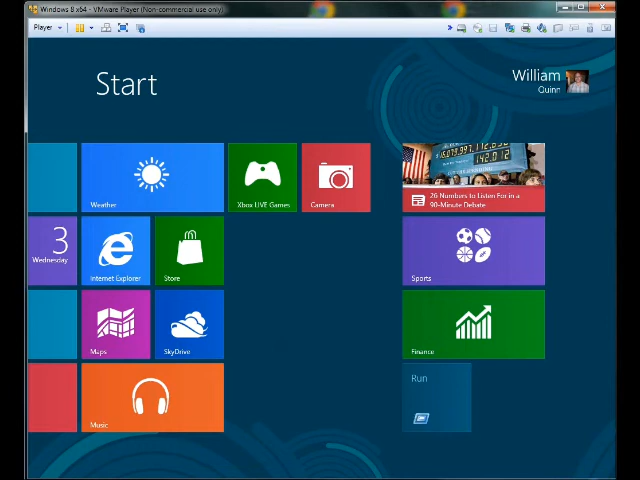 Windows 8 x64 - VMware Player (Non-commercial use only)
Player
Start
William
Quinn
Weather
Xbox LIVE Games
Camera
26 Numbers to Listen For in a
90-Minute Debate
3
Wednesday
Internet Explorer
Store
Sports
Maps
SkyDrive
Finance
Music
Run